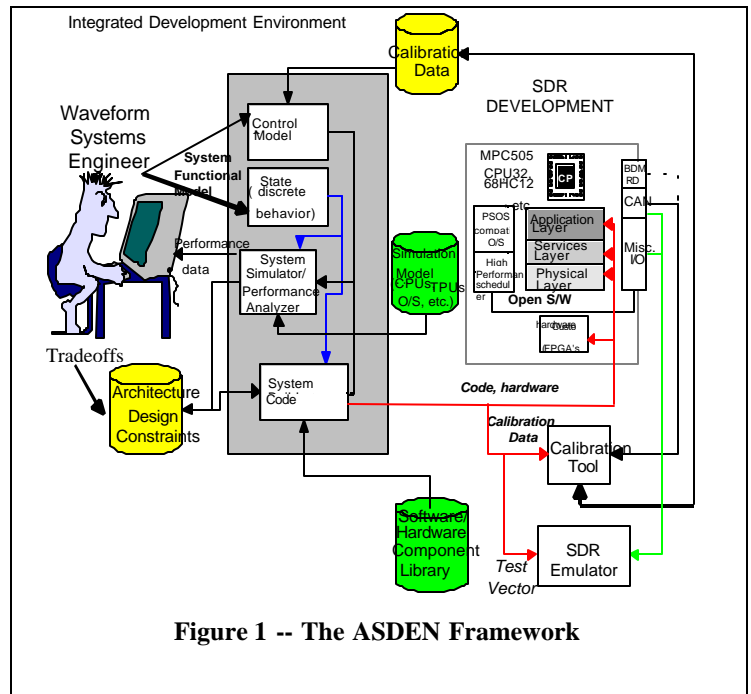 Integrated Development Environment
Calibration
Data
SDR
DEVELOPMENT
Waveform
Systems
Engineer
Control
Model
System
Functional
Model
State
( discrete
behavior)
Performance
data
System
Simulator/
Performance
Analyzer
Simulation
Model
(CPUs, TPUs
O/S, etc.)
MPC505
CPU32,
68HC12
etc
CP
BDM
RD
CAN
Misc.
I/O
PSOS
compat
O/S
High
Performan
schedul
er
Application
Layer
Services
Layer
Physical
Layer
Open S/W
hardware
Tradeoffs
Architecture
Design
Constraints
System
Code
Code, hardware
Calibration
Data
Calibration
Tool
Software/
Hardware
Component
Library
Test
Vector
SDR
Emulator
Figure 1 -- The ASDEN Framework